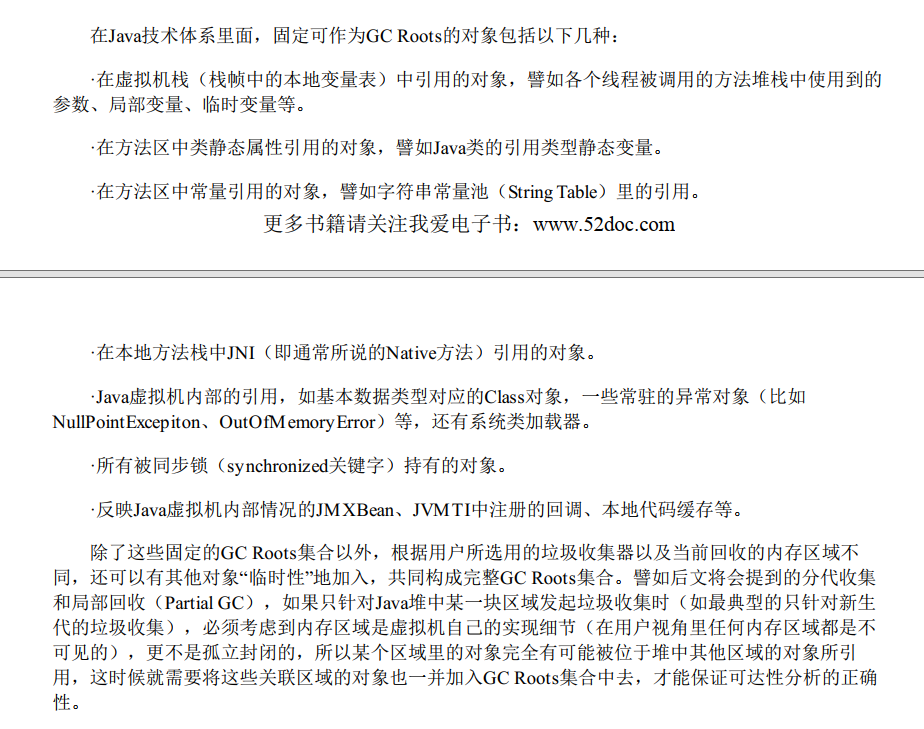 在Java技术体系里面，固定可作为GC Roots的对象包括以下几种：
·在虚拟机栈（栈帧中的本地变量表）中引用的对象，譬如各个线程被调用的方法堆栈中使用到的
参数、局部变量、临时变量等。
·在方法区中类静态属性引用的对象，譬如Java类的引用类型静态变量。
·在方法区中常量引用的对象，譬如字符串常量池（String Table）里的引用。
更多书籍请关注我爱电子书：www.52doc.com
·在本地方法栈中JNI（即通常所说的Native方法）引用的对象。
·Java虚拟机内部的引用，如基本数据类型对应的Class对象，一些常驻的异常对象（比如
NullPointExcepiton、OutOfMemoryError）等，还有系统类加载器。
·所有被同步锁（synchronized关键字）持有的对象。
·反映Java虚拟机内部情况的JMXBean、JVMTI中注册的回调、本地代码缓存等。
除了这些固定的GC Roots集合以外，根据用户所选用的垃圾收集器以及当前回收的内存区域不
同，还可以有其他对象“临时性”地加入，共同构成完整GC Roots集合。譬如后文将会提到的分代收集
和局部回收（Partial GC），如果只针对Java堆中某一块区域发起垃圾收集时（如最典型的只针对新生
代的垃圾收集），必须考虑到内存区域是虚拟机自己的实现细节（在用户视角里任何内存区域都是不
可见的），更不是孤立封闭的，所以某个区域里的对象完全有可能被位于堆中其他区域的对象所引
用，这时候就需要将这些关联区域的对象也一并加入GC Roots集合中去，才能保证可达性分析的正确
性。